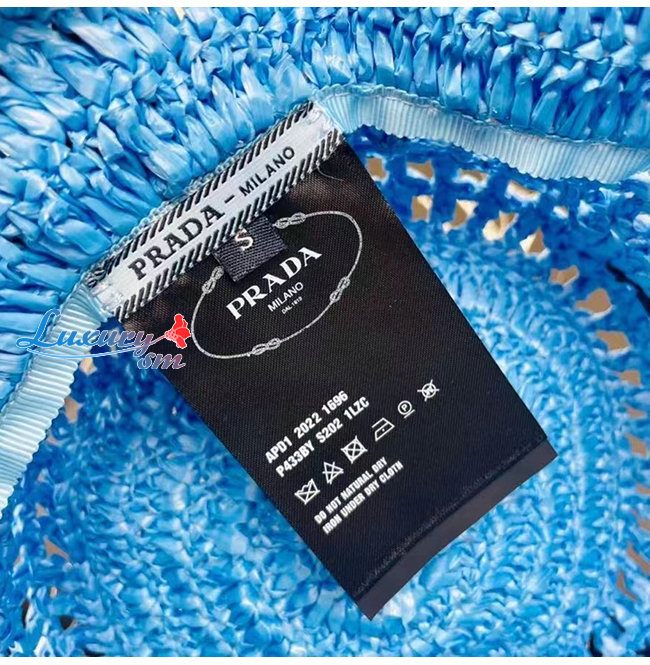 PRADA - MILANO
S
PRADA
MILANO
DAL 1913
APD1 2022 1696
P433BY S202 1LZC
DO NOT NATURAL DRY
IRON UNDER DRY CLOTH
Luxury
sm